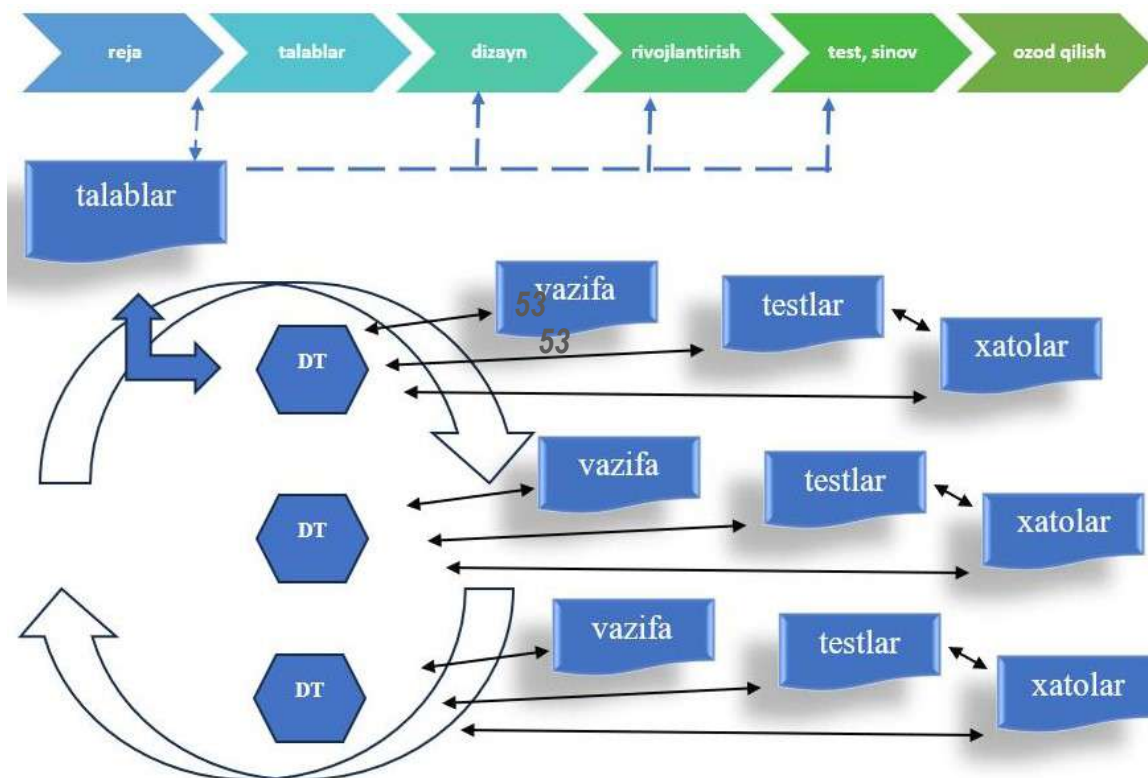 reja
talablar
dizayn
rivojlantirish
test, sinov
ozod qilish
talablar
vazifa
53
53
testlar
xatolar
DT
vazifa
testlar
xatolar
DT
vazifa
testlar
xatolar
DT